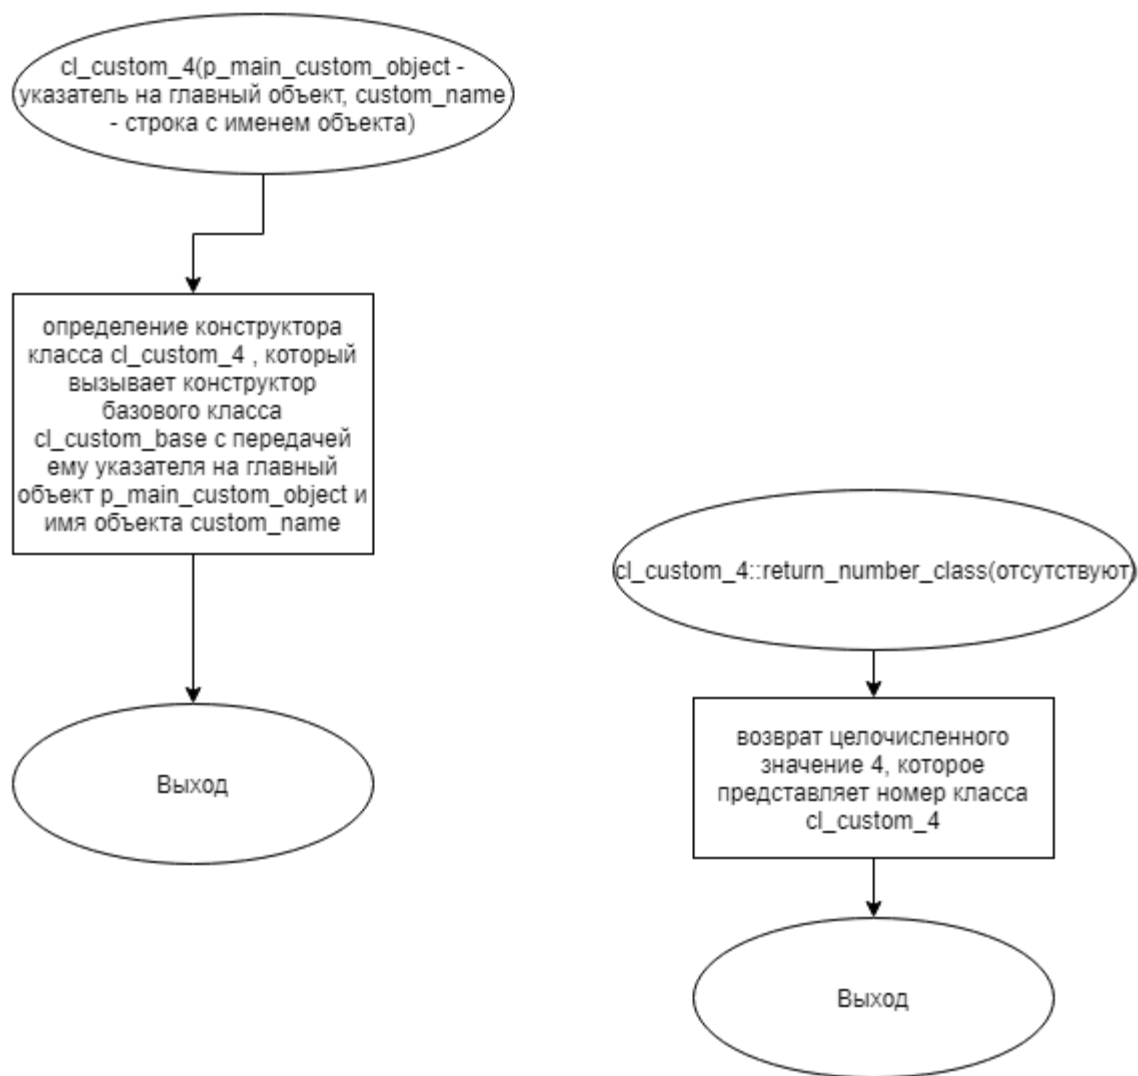 cl_custom_4(p_main_custom_object -
указатель на главный объект, custom_name
- строка с именем объекта)
определение конструктора
класса cl_custom_4 , который
вызывает конструктор
базового класса
cl_custom_base с передачей
ему указателя на главный
объект p_main_custom_object и
имя объекта custom_name
Выход
cl_custom_4::return_number_class(отсутствуют)
возврат целочисленного
значение 4, которое
представляет номер класса
cl_custom_4
Выход